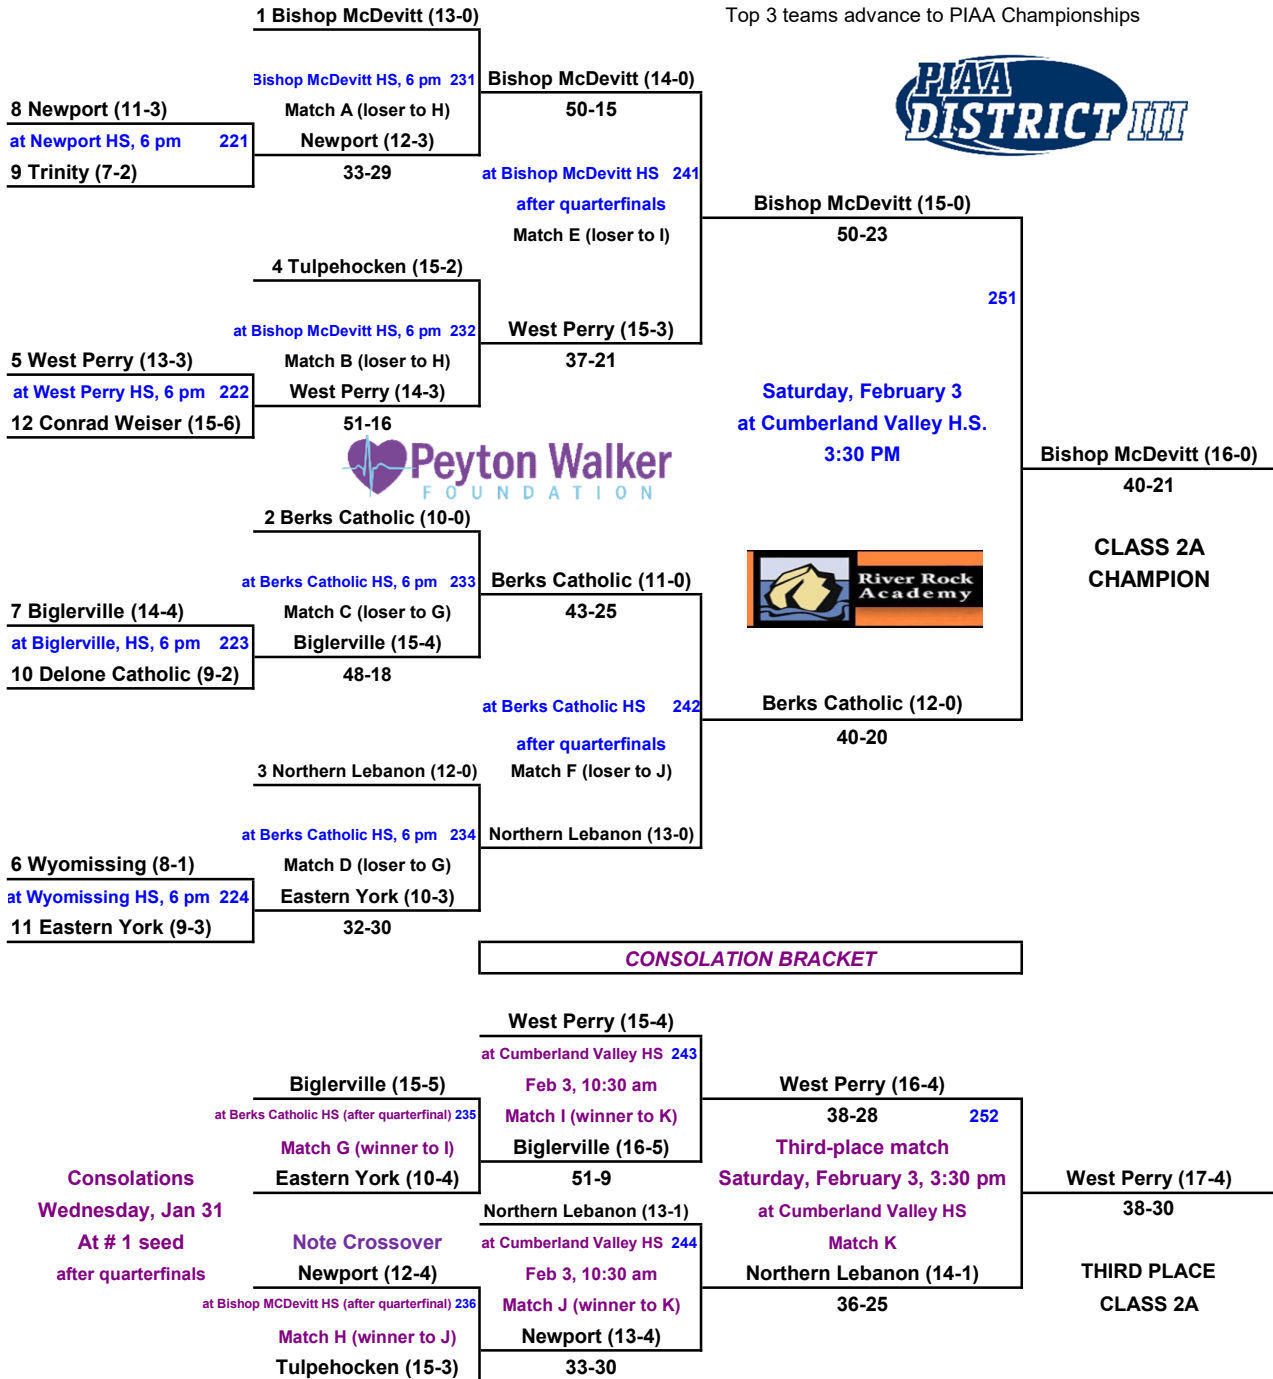 1 Bishop McDevitt (13-0)
Top 3 teams advance to PIAA Championships
PIAA
DISTRICT III
Bishop McDevitt HS, 6 pm 231
Bishop McDevitt (14-0)
8 Newport (11-3)
Match A (loser to H)
50-15
at Newport HS, 6 pm 221
Newport (12-3)
9 Trinity (7-2)
33-29
at Bishop McDevitt HS 241
after quarterfinals
Bishop McDevitt (15-0)
Match E (loser to I)
50-23
4 Tulpehocken (15-2)
251
at Bishop McDevitt HS, 6 pm 232
West Perry (15-3)
5 West Perry (13-3)
Match B (loser to H)
37-21
at West Perry HS, 6 pm 222
West Perry (14-3)
Saturday, February 3
12 Conrad Weiser (15-6)
51-16
at Cumberland Valley H.S.
3:30 PM
Bishop McDevitt (16-0)
40-21
Peyton Walker
FOUNDATION
2 Berks Catholic (10-0)
CLASS 2A
CHAMPION
River Rock
Academy
at Berks Catholic HS, 6 pm 233
Berks Catholic (11-0)
7 Biglerville (14-4)
Match C (loser to G)
43-25
at Biglerville, HS, 6 pm 223
Biglerville (15-4)
10 Delone Catholic (9-2)
48-18
at Berks Catholic HS 242
Berks Catholic (12-0)
after quarterfinals
40-20
3 Northern Lebanon (12-0)
Match F (loser to J)
at Berks Catholic HS, 6 pm 234
Northern Lebanon (13-0)
6 Wyomissing (8-1)
Match D (loser to G)
at Wyomissing HS, 6 pm 224
Eastern York (10-3)
11 Eastern York (9-3)
32-30
CONSOLATION BRACKET
West Perry (15-4)
at Cumberland Valley HS 243
Biglerville (15-5)
Feb 3, 10:30 am
West Perry (16-4)
at Berks Catholic HS (after quarterfinal) 235
Match I (winner to K)
38-28 252
Match G (winner to I)
Biglerville (16-5)
Third-place match
Consolations
Eastern York (10-4)
51-9
Saturday, February 3, 3:30 pm
West Perry (17-4)
Wednesday, Jan 31
Northern Lebanon (13-1)
at Cumberland Valley HS
38-30
At # 1 seed
Note Crossover
at Cumberland Valley HS 244
Match K
after quarterfinals
Newport (12-4)
Feb 3, 10:30 am
Northern Lebanon (14-1)
THIRD PLACE
at Bishop MCDevitt HS (after quarterfinal) 236
Match J (winner to K)
36-25
CLASS 2A
Match H (winner to J)
Newport (13-4)
Tulpehocken (15-3)
33-30